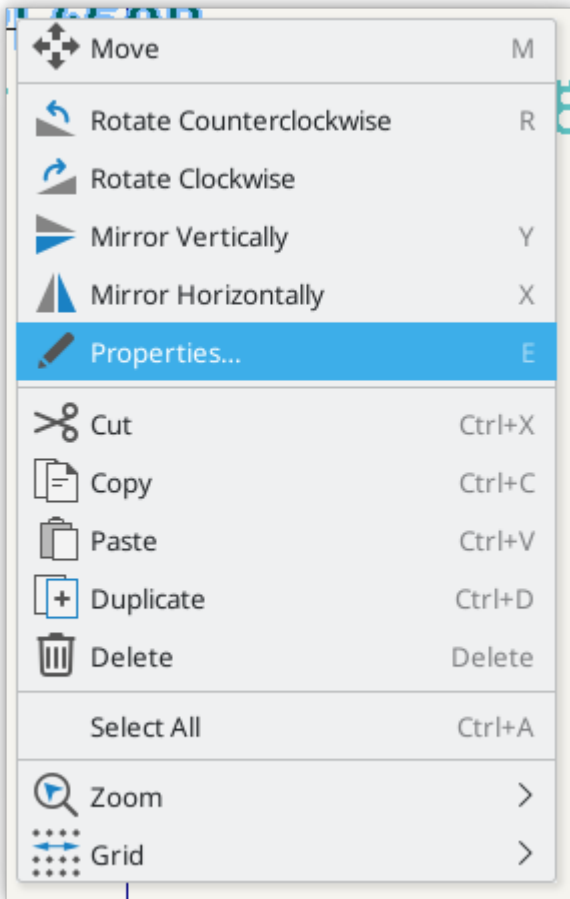 Move M
Rotate Counterclockwise R
Rotate Clockwise
Mirror Vertically Y
Mirror Horizontally X
Properties... E
Cut Ctrl+X
Copy Ctrl+C
Paste Ctrl+V
Duplicate Ctrl+D
Delete Delete
Select All Ctrl+A
Zoom
Grid